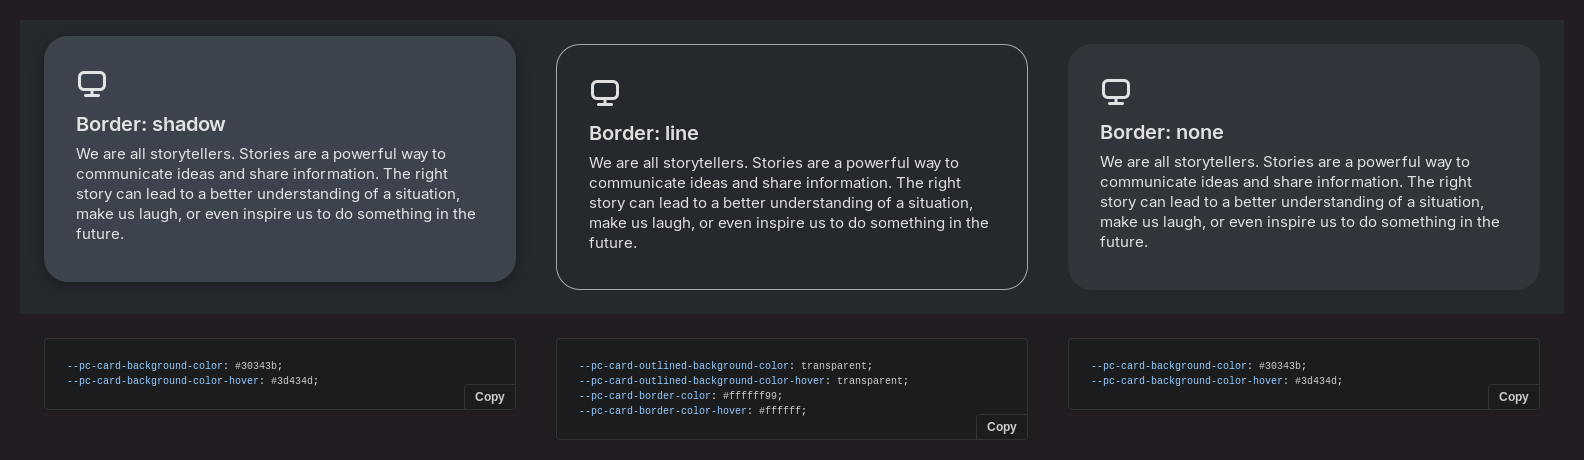 Border: shadow
We are all storytellers. Stories are a powerful way to
communicate ideas and share information. The right
story can lead to a better understanding of a situation,
make us laugh, or even inspire us to do something in the
future.
Border: line
We are all storytellers. Stories are a powerful way to
communicate ideas and share information. The right
story can lead to a better understanding of a situation,
make us laugh, or even inspire us to do something in the
future.
Border: none
We are all storytellers. Stories are a powerful way to
communicate ideas and share information. The right
story can lead to a better understanding of a situation,
make us laugh, or even inspire us to do something in the
future.
--pc-card-background-color: #30343b;
--pc-card-background-color-hover: #3d434d;
Copy
--pc-card-outlined-background-color: transparent;
--pc-card-outlined-background-color-hover: transparent;
--pc-card-border-color: #ffffff99;
--pc-card-border-color-hover: #ffffff;
Copy
--pc-card-background-color: #30343b;
--pc-card-background-color-hover: #3d434d;
Copy